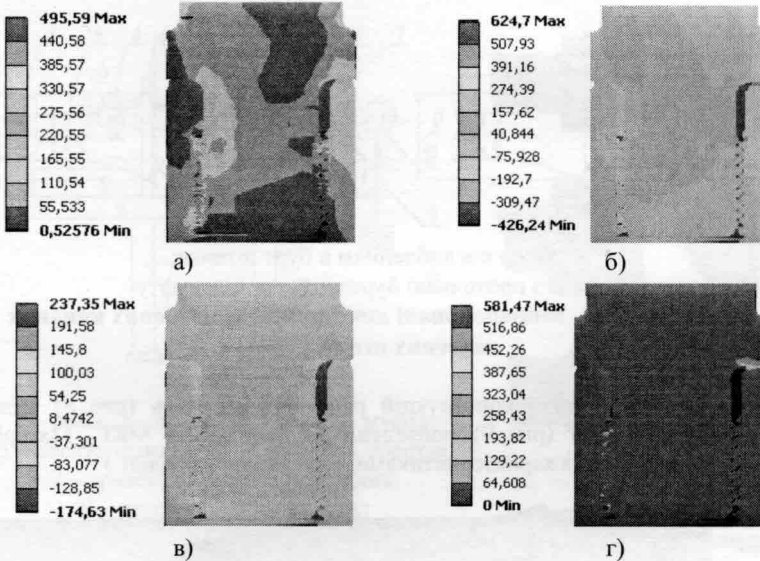 495,59 Max
440,58
385,57
330,57
275,56
220,55
165,55
110,54
55,533
0,52576 Min
а)
624,7 Max
507,93
391,16
274,39
157,62
40,844
-75,928
-192,7
-309,47
-426,24 Min
б)
237,35 Max
191,58
145,8
100,03
54,25
8,4742
-37,301
-83,077
-128,85
-174,63 Min
в)
581,47 Max
516,86
452,26
387,65
323,04
258,43
193,82
129,22
64,608
0 Min
г)